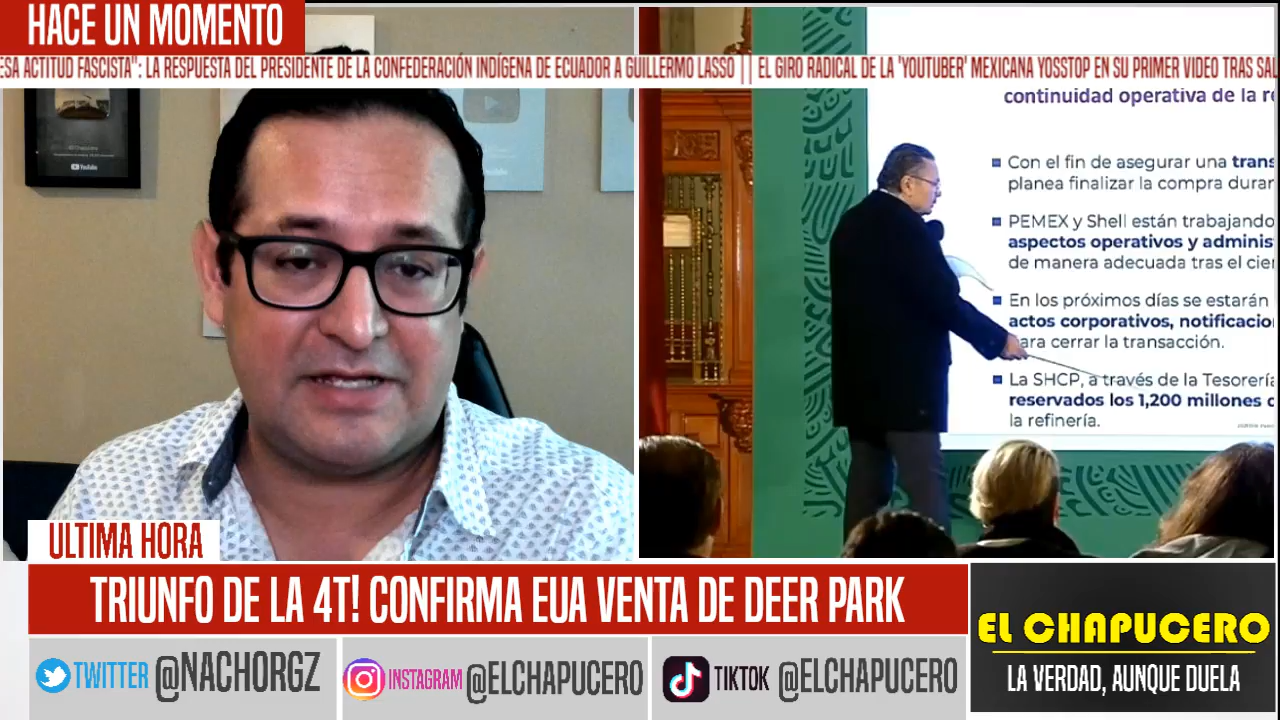 HACE UN MOMENTO
ESA ACTITUD FASCISTA": LA RESPUESTA DEL PRESIDENTE DE LA CONFEDERACIÓN INDÍGENA DE ECUADOR A GUILLERMO LASSO || EL GIRO RADICAL DE LA 'YOUTUBER' MEXICANA YOSSTOP EN SU PRIMER VIDEO TRAS SAL
YouTube
continuidad operativa de la re
Con el fin de asegurar una trans
planea finalizar la compra duran
PEMEX y Shell están trabajando
aspectos operativos y administ
de manera adecuada tras el cier
En los próximos días se estarán
actos corporativos, notificacion
para cerrar la transacción.
La SHCP, a través de la Tesorería
reservados los 1,200 millones d
la refinería.
ULTIMA HORA
TRIUNFO DE LA 4T! CONFIRMA EUA VENTA DE DEER PARK
TWITTER @NACHORGZ
INSTAGRAM @ELCHAPUCERO
TIKTOK @ELCHAPUCERO
EL CHAPUCERO
LA VERDAD, AUNQUE DUELA